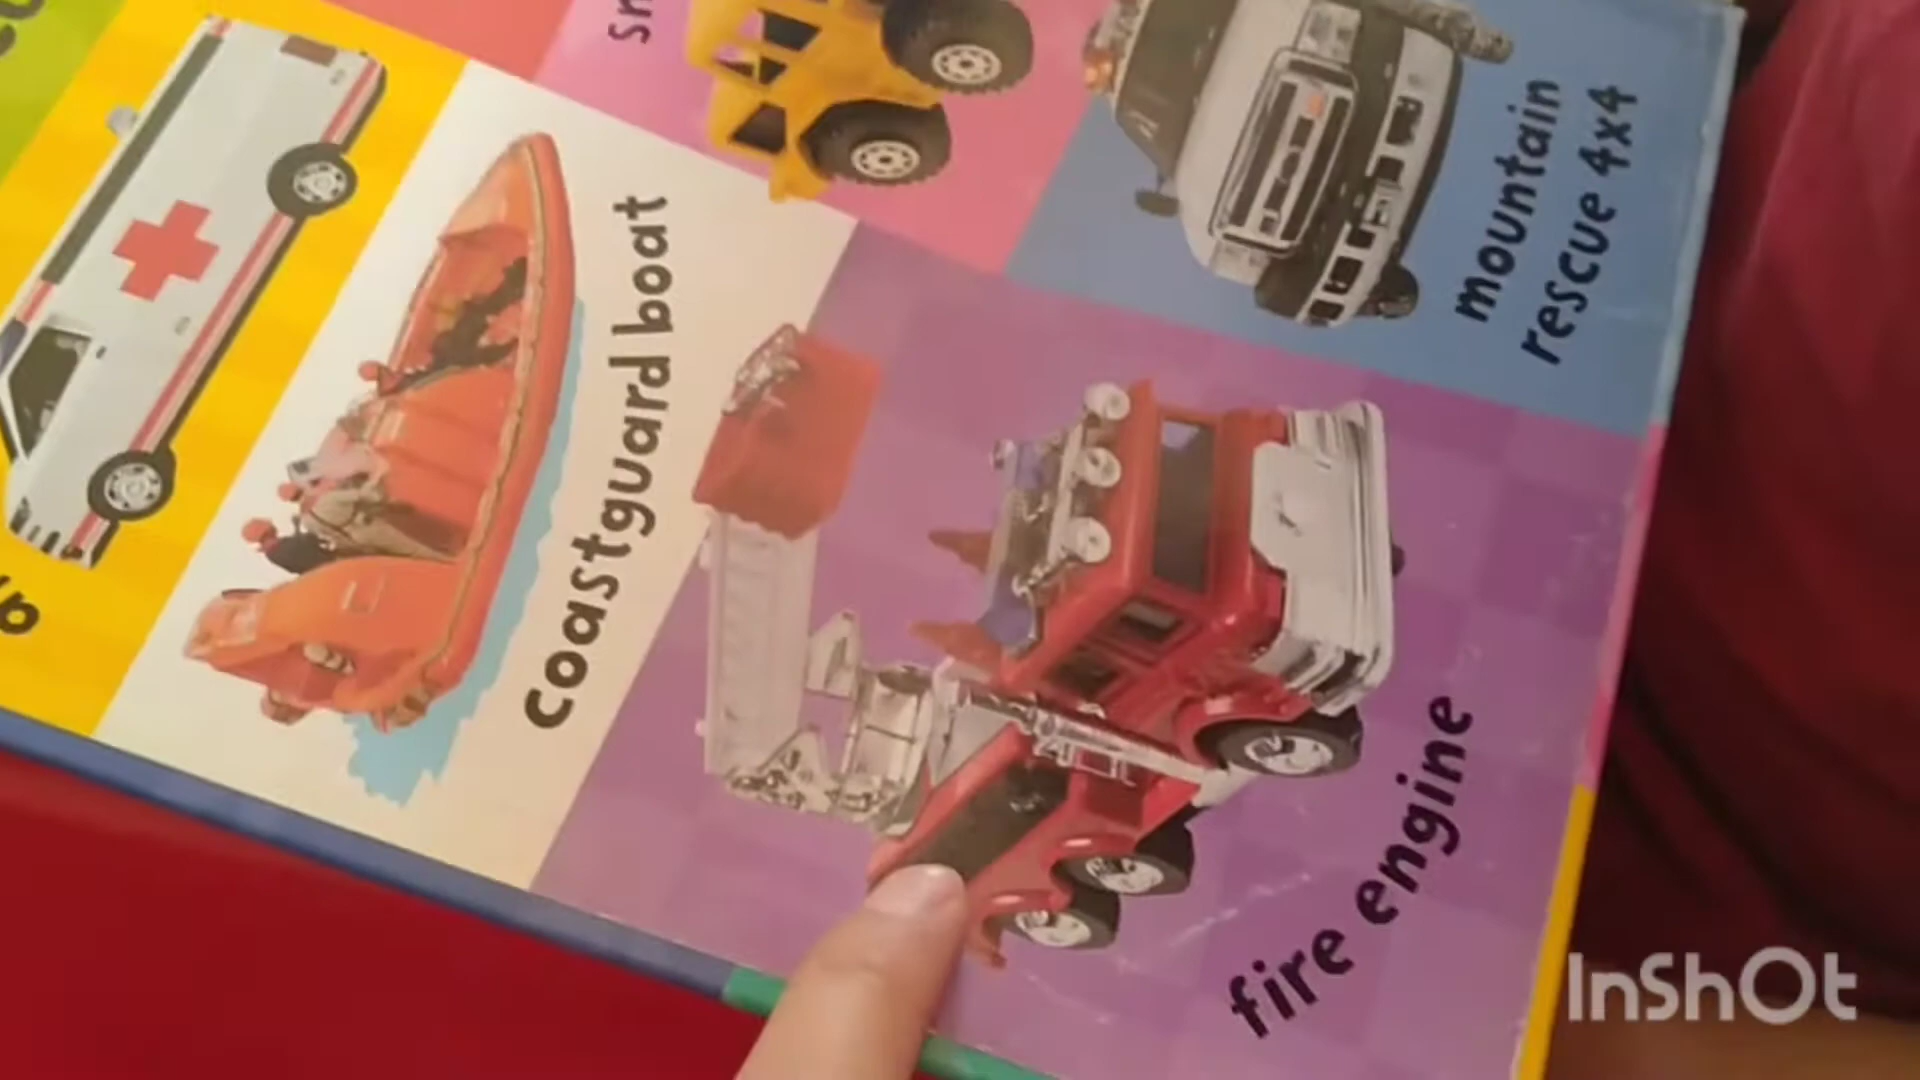 mountain
rescue 4x4
coastguard boat
fire engine
InShOt